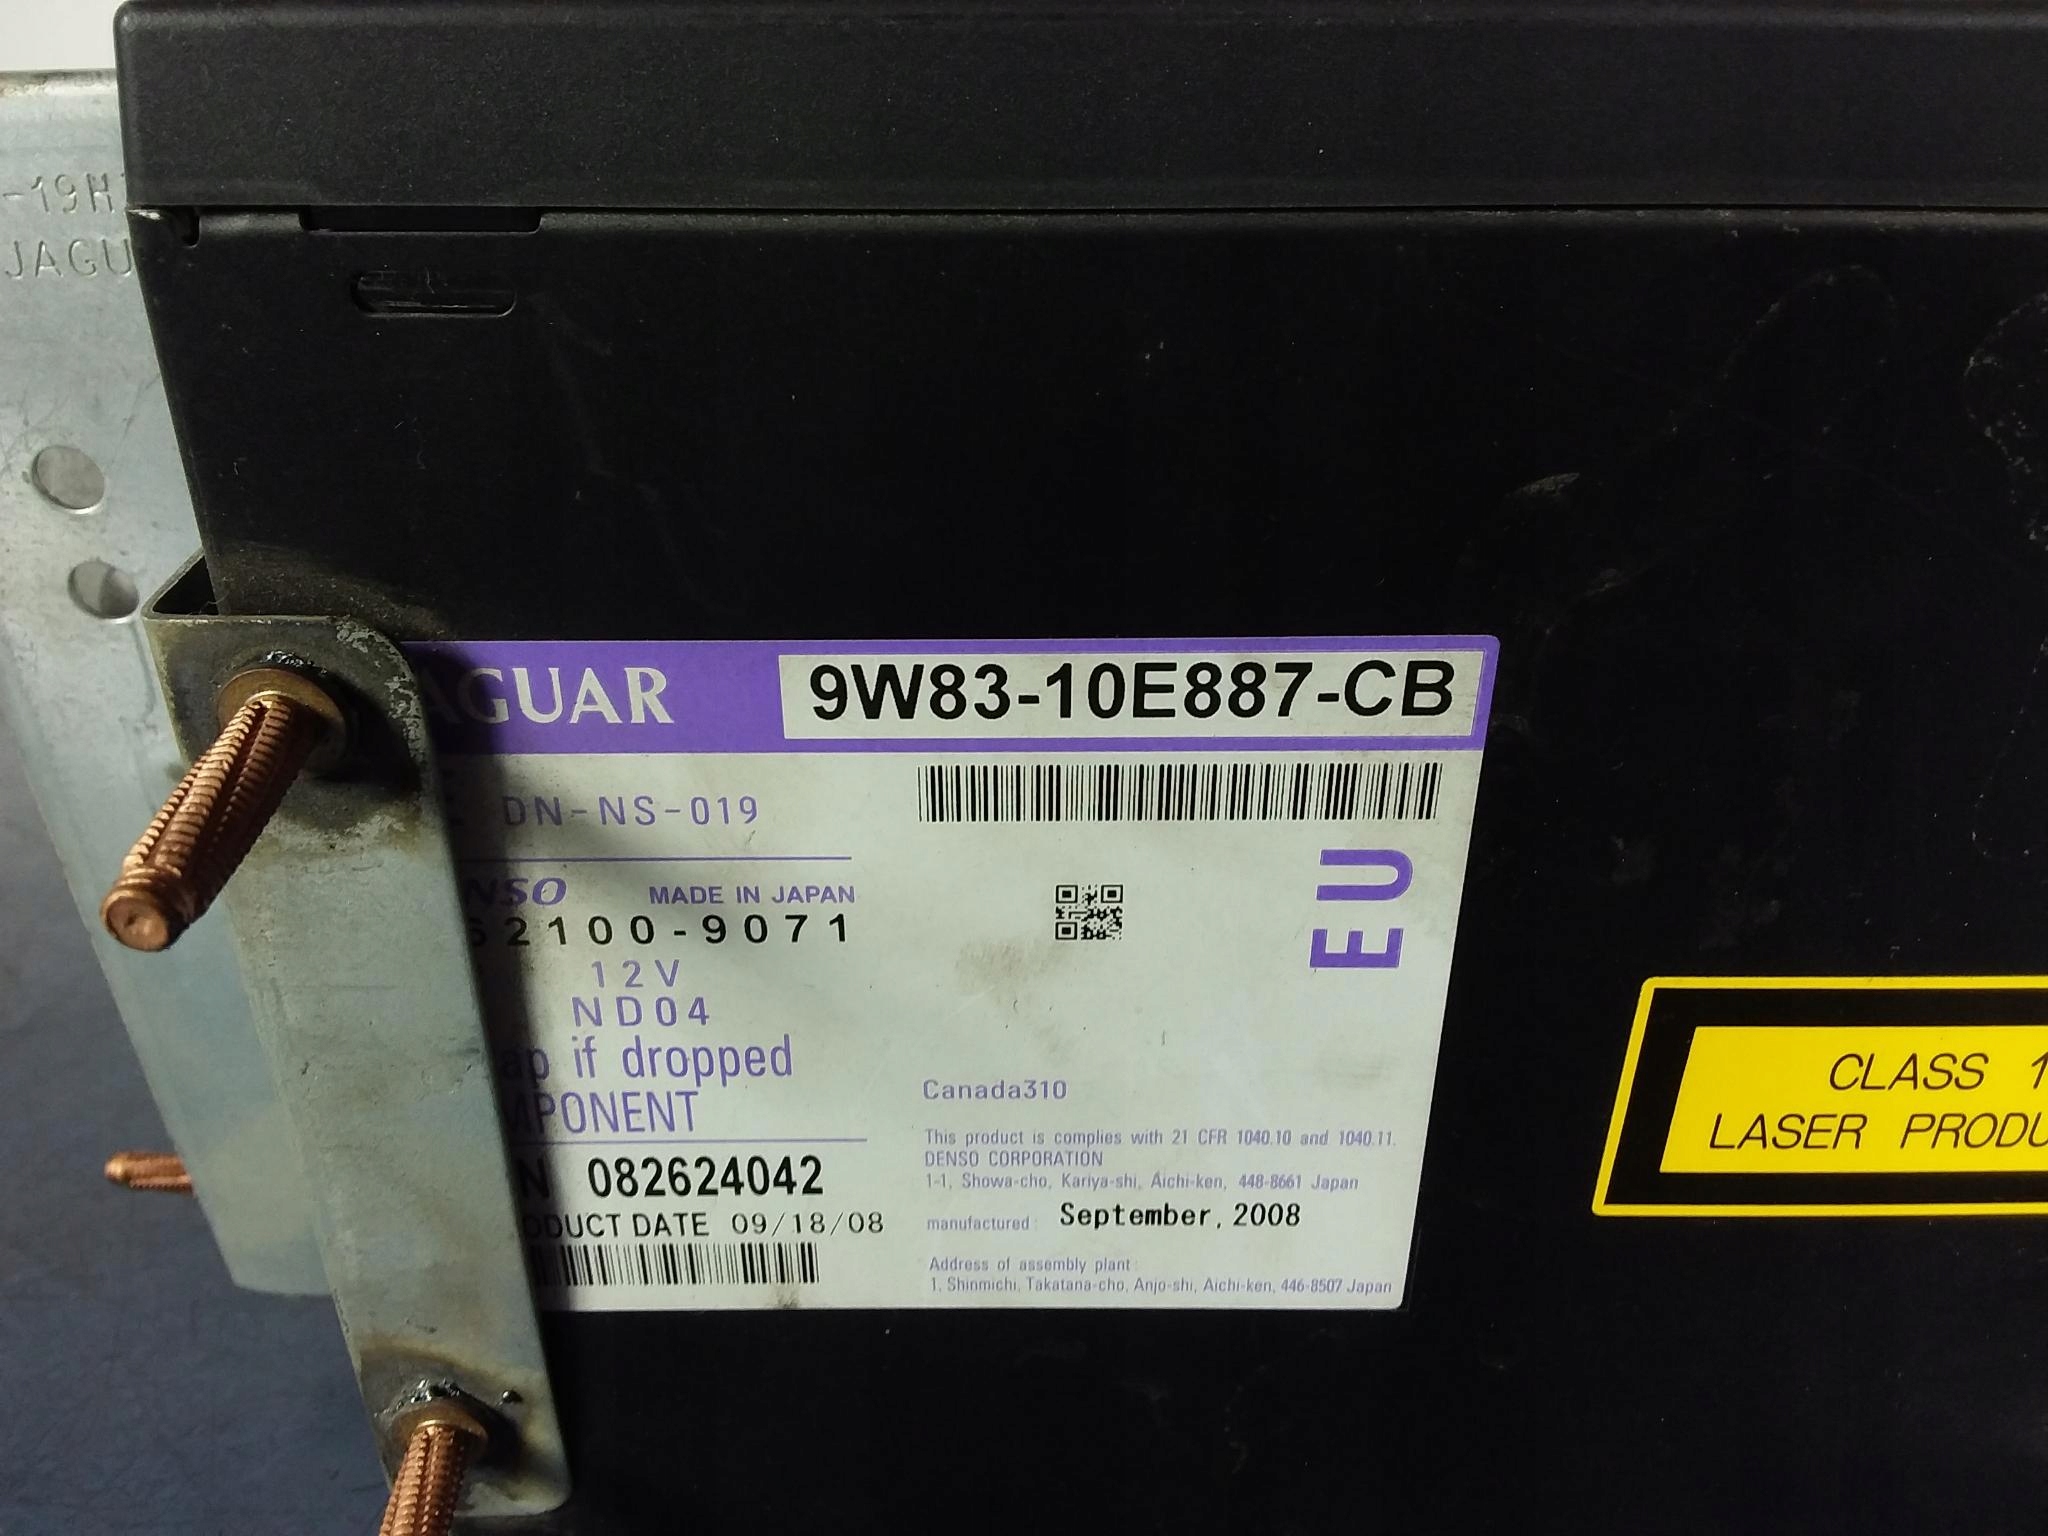 -19H
JAGU
AGUAR 9W83-10E887-CB
DN-NS-019
NSO MADE IN JAPAN
62100-9071
12V
ND04
ap if dropped
MPONENT
N 082624042
ODUCT DATE 09/18/08
EU
Canada310
This product is complies with 21 CFR 1040.10 and 1040.11.
DENSO CORPORATION
1-1, Showa-cho, Kariya-shi, Aichi-ken, 448-8661 Japan
manufactured: September, 2008
Address of assembly plant:
1, Shinmichi, Takatana-cho, Anjo-shi, Aichi-ken, 446-8507 Japan
CLASS 1
LASER PRODU